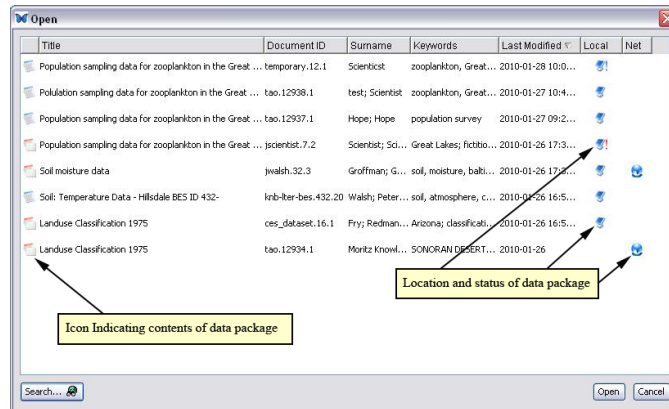 Open
Title Document ID Surname Keywords Last Modified Local Net
Population sampling data for zooplankton in the Great ... temporary.12.1 Scienticst zooplankton, Great... 2010-01-28 10:0...
Polulation sampling data for zooplankton in the Great ... tao.12938.1 test; Scientist zooplankton, Great... 2010-01-27 10:4...
Population sampling data for zooplankton in the Great ... tao.12937.1 Hope; Hope population survey 2010-01-27 09:2...
Population sampling data for zooplankton in the Great ... jscientist.7.2 Scientist; Sci... Great Lakes; fictitio... 2010-01-26 17:3...
Soil moisture data jwalsh.32.3 Groffman; G... soil, moisture, balti... 2010-01-26 17:3...
Soil: Temperature Data - Hillsdale BES ID 432- knb-lter-bes.432.20 Walsh; Peter... soil, atmosphere, c... 2010-01-26 16:5...
Landuse Classification 1975 ces_dataset.16.1 Fry; Redman... Arizona; classificati... 2010-01-26 16:5...
Landuse Classification 1975 tao.12934.1 Moritz Knowl... SONORAN DESERT... 2010-01-26
Location and status of data package
Icon Indicating contents of data package
Search... Open Cancel